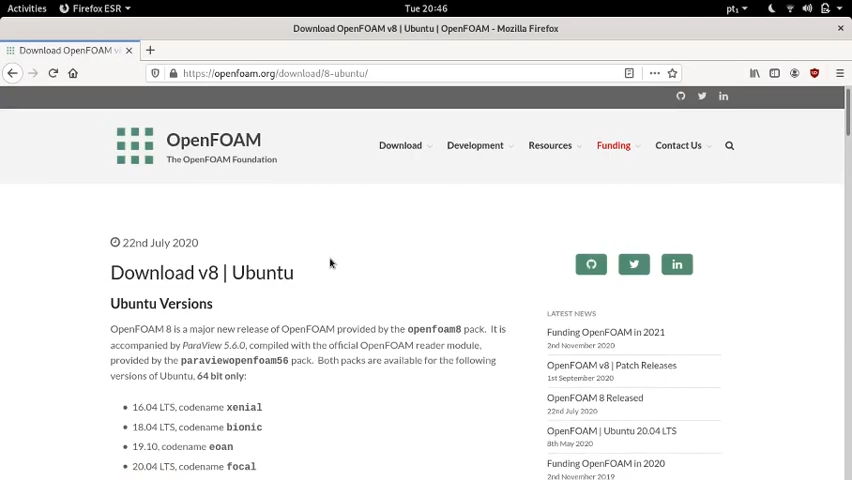 Activities Firefox ESR Tue 20:46 pt₁
Download OpenFOAM v8 | Ubuntu | OpenFOAM - Mozilla Firefox
Download OpenFOAM v
https://openfoam.org/download/8-ubuntu/
OpenFOAM
The OpenFOAM Foundation
Download Development Resources Funding Contact Us
22nd July 2020
Download v8 | Ubuntu
Ubuntu Versions
OpenFOAM 8 is a major new release of OpenFOAM provided by the openfoam8 pack. It is
accompanied by ParaView 5.6.0, compiled with the official OpenFOAM reader module,
provided by the paraviewopenfoam56 pack. Both packs are available for the following
versions of Ubuntu, 64 bit only:
• 16.04 LTS, codename xenial
• 18.04 LTS, codename bionic
• 19.10, codename eoan
• 20.04 LTS, codename focal
LATEST NEWS
Funding OpenFOAM in 2021
2nd November 2020
OpenFOAM v8 | Patch Releases
1st September 2020
OpenFOAM 8 Released
22nd July 2020
OpenFOAM | Ubuntu 20.04 LTS
8th May 2020
Funding OpenFOAM in 2020
2nd November 2019